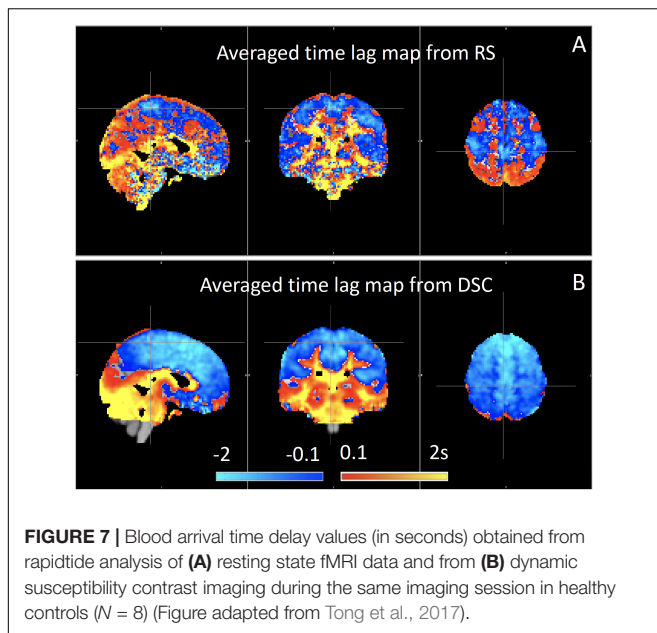 Averaged time lag map from RS
A
Averaged time lag map from DSC
B
-2 -0.1 0.1 2s
FIGURE 7 | Blood arrival time delay values (in seconds) obtained from
rapidtide analysis of (A) resting state fMRI data and from (B) dynamic
susceptibility contrast imaging during the same imaging session in healthy
controls (N = 8) (Figure adapted from Tong et al., 2017).